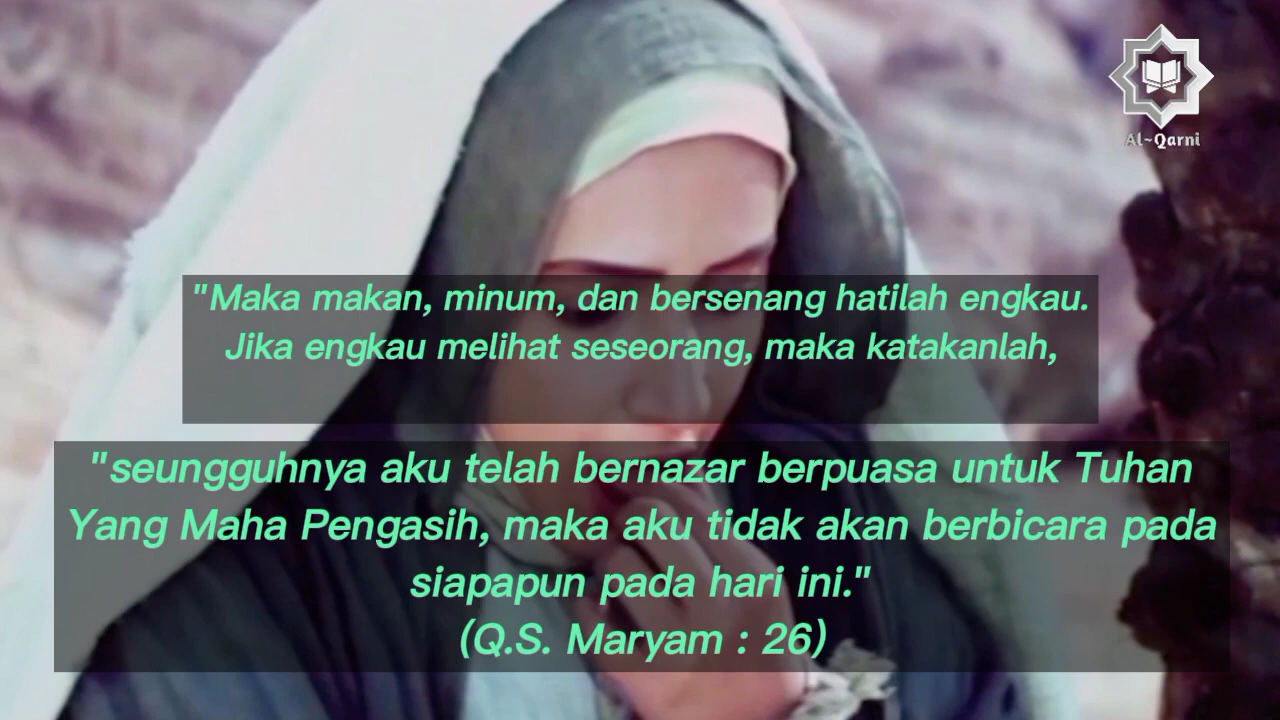 Al-Qarni
"Maka makan, minum, dan bersenang hatilah engkau.
Jika engkau melihat seseorang, maka katakanlah,
"seungguhnya aku telah bernazar berpuasa untuk Tuhan
Yang Maha Pengasih, maka aku tidak akan berbicara pada
siapapun pada hari ini."
(Q.S. Maryam : 26)